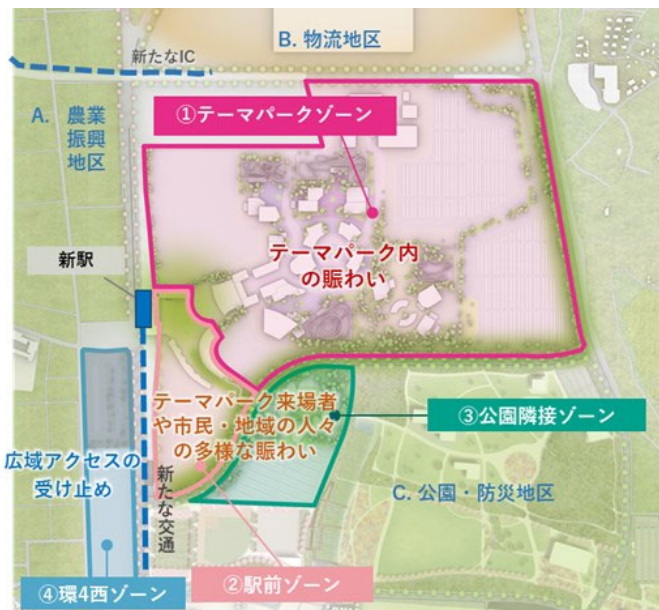 B. 物流地区
新たなIC
A. 農業
振興
地区
①テーマパークゾーン
テーマパーク内
の賑わい
新駅
テーマパーク来場者
や市民・地域の人々
の多様な賑わい
③公園隣接ゾーン
広域アクセスの
受け止め
新たな交通
C. 公園・防災地区
②駅前ゾーン
④環4西ゾーン